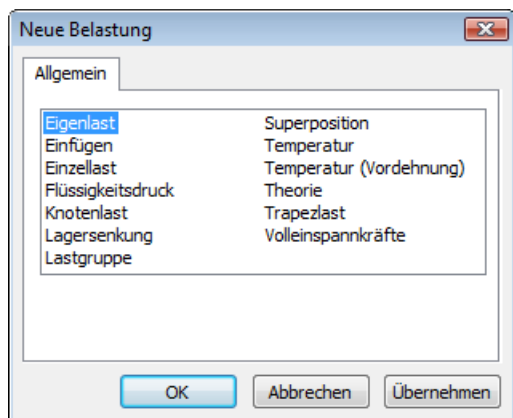 Neue Belastung
Allgemein
Eigenlast
Einfügen
Einzellast
Flüssigkeitsdruck
Knotenlast
Lagersenkung
Lastgruppe
Superposition
Temperatur
Temperatur (Vordehnung)
Theorie
Trapezlast
Volleinspannkräfte
OK
Abbrechen
Übernehmen